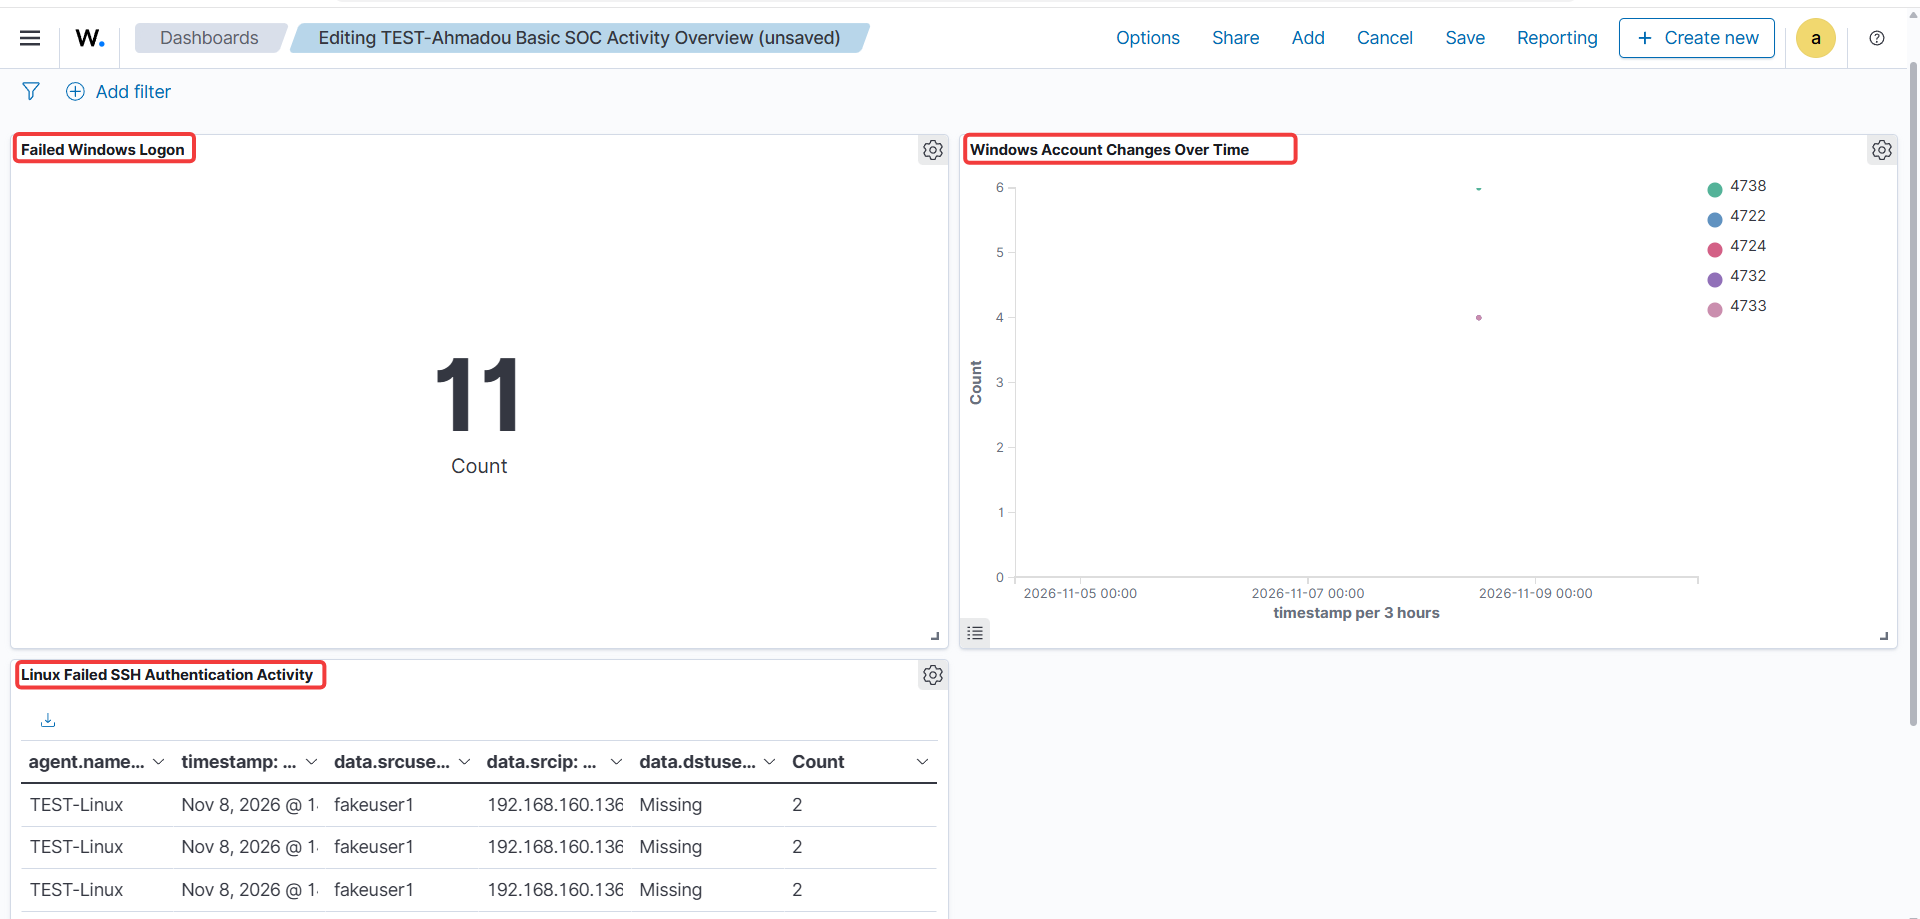 W.
Dashboards
Editing TEST-Ahmadou Basic SOC Activity Overview (unsaved)
Options
Share
Add
Cancel
Save
Reporting
+ Create new
a
?
Add filter
Failed Windows Logon
11
Count
Windows Account Changes Over Time
6
5
4
3
2
1
0
Count
2026-11-05 00:00
2026-11-07 00:00
2026-11-09 00:00
timestamp per 3 hours
4738
4722
4724
4732
4733
Linux Failed SSH Authentication Activity
agent.name... timestamp: ... data.srcuse... data.srcip: ... data.dstuse... Count
TEST-Linux Nov 8, 2026 @ 1 fakeuser1 192.168.160.136 Missing 2
TEST-Linux Nov 8, 2026 @ 1 fakeuser1 192.168.160.136 Missing 2
TEST-Linux Nov 8, 2026 @ 1 fakeuser1 192.168.160.136 Missing 2